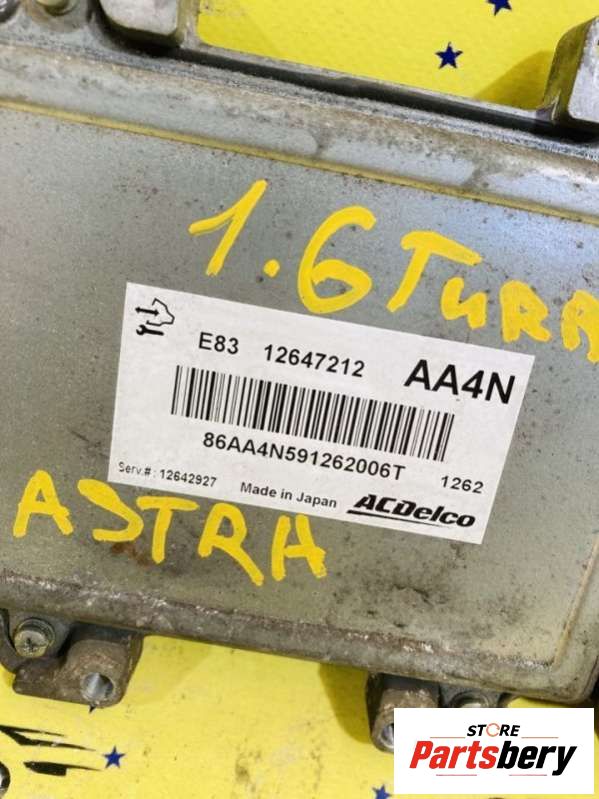 1.6 TURB
E83 12647212 AA4N
86AA4N591262006T 1262
Serv.# : 12642927 Made in Japan ACDelco
ASTRA
STORE
Partsbery